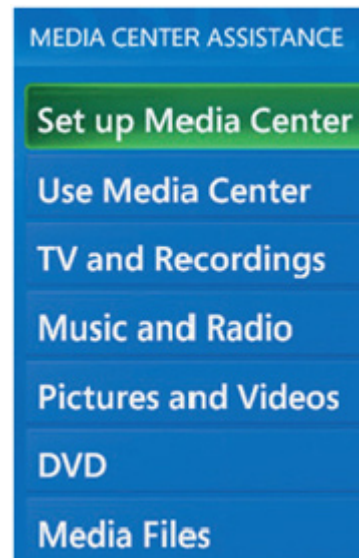 MEDIA CENTER ASSISTANCE
Set up Media Center
Use Media Center
TV and Recordings
Music and Radio
Pictures and Videos
DVD
Media Files